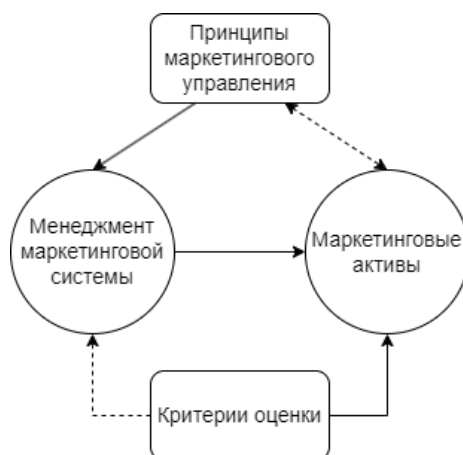 Принципы
маркетингового
управления
Менеджмент
маркетинговой
системы
Маркетинговые
активы
Критерии оценки